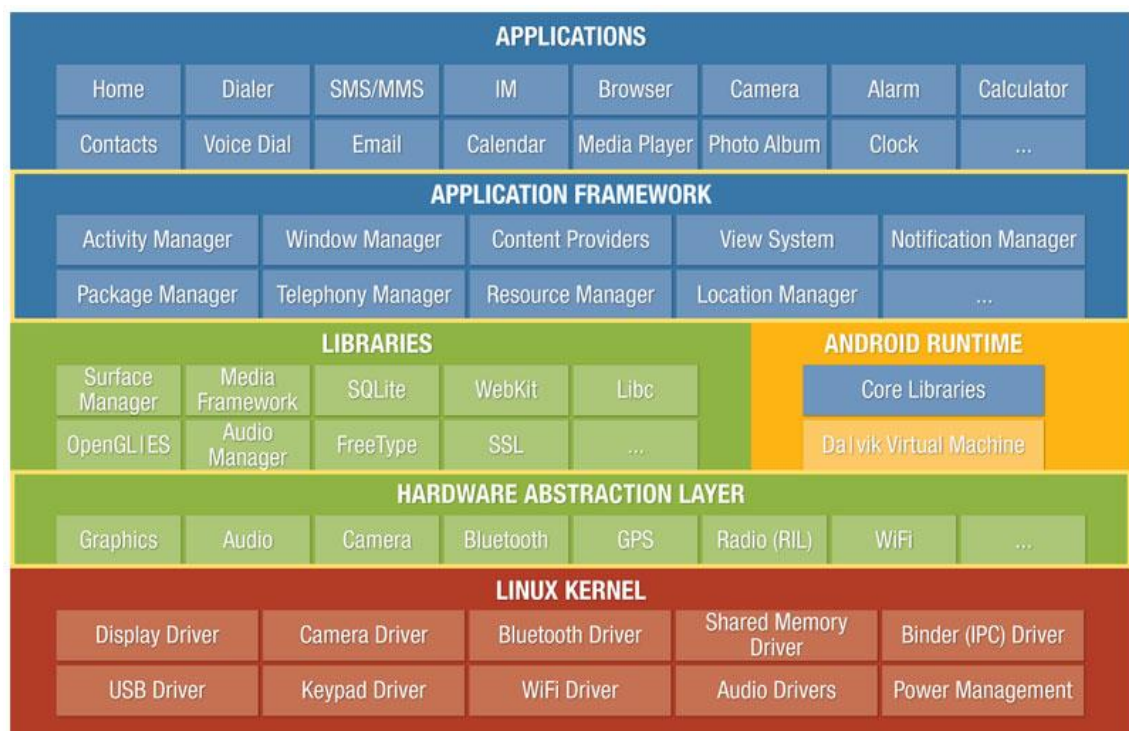 APPLICATIONS
Home Dialer SMS/MMS IM Browser Camera Alarm Calculator
Contacts Voice Dial Email Calendar Media Player Photo Album Clock ...
APPLICATION FRAMEWORK
Activity Manager Window Manager Content Providers View System Notification Manager
Package Manager Telephony Manager Resource Manager Location Manager ...
LIBRARIES
Surface
Manager
Media
Framework
SQLite WebKit Libc
OpenGL|ES
Audio
Manager
FreeType SSL ...
ANDROID RUNTIME
Core Libraries
Dalvik Virtual Machine
HARDWARE ABSTRACTION LAYER
Graphics Audio Camera Bluetooth GPS Radio (RIL) WiFi ...
LINUX KERNEL
Display Driver Camera Driver Bluetooth Driver
Shared Memory
Driver
Binder (IPC) Driver
USB Driver Keypad Driver WiFi Driver Audio Drivers Power Management